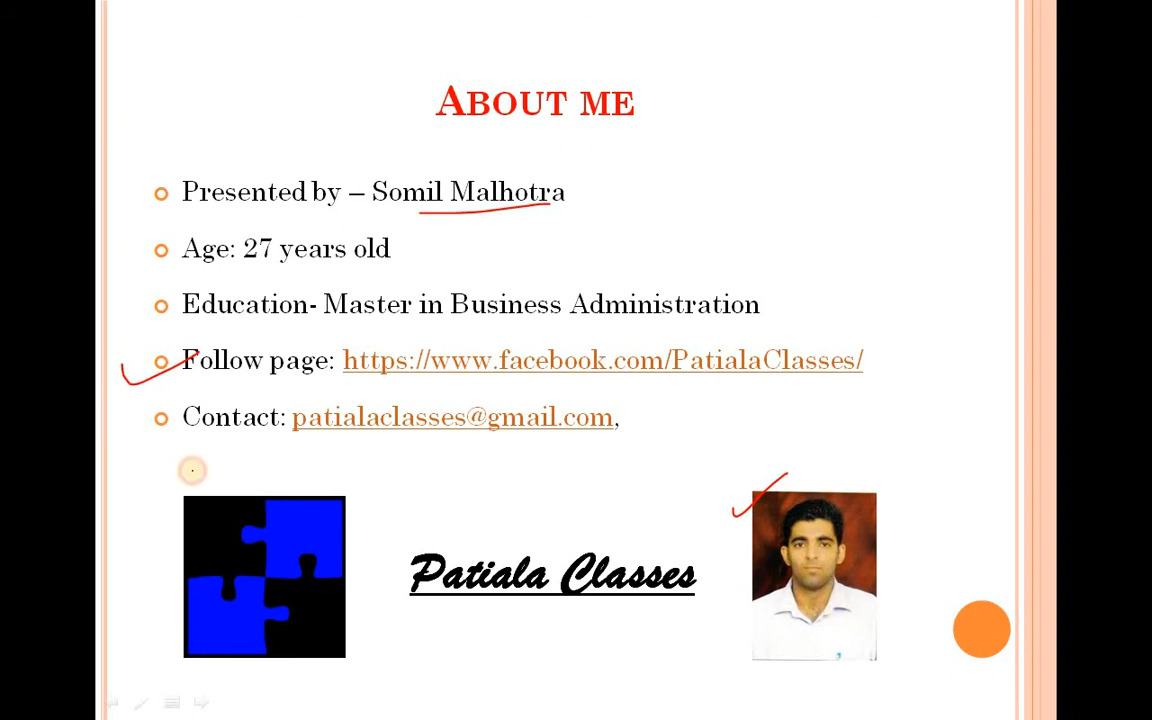 ABOUT ME
Presented by – Somil Malhotra
Age: 27 years old
Education- Master in Business Administration
Follow page: https://www.facebook.com/PatialaClasses/
Contact: patialaclasses@gmail.com,
Patiala Classes